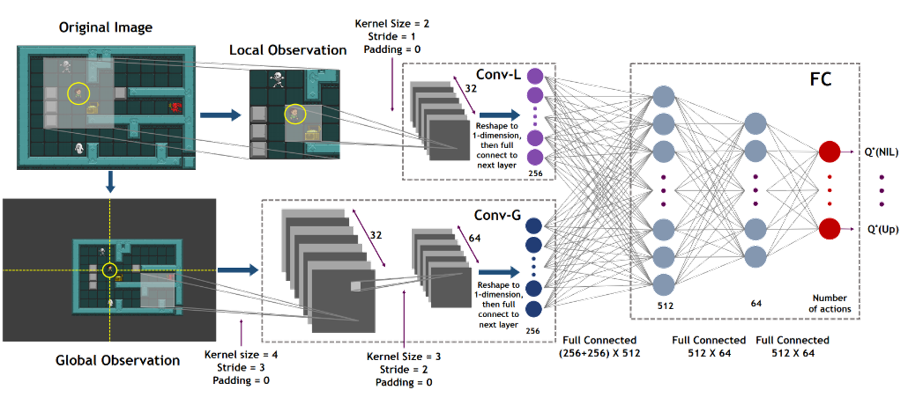 Original Image
Local Observation
Kernel Size = 2
Stride = 1
Padding = 0
Conv-L
32
Reshape to
1-dimension,
then full
connect to
next layer
256
FC
Q*(NIL)
Q*(Up)
512
64
Number
of actions
Conv-G
32
64
Reshape to
1-dimension,
then full
connect to
next layer
256
Global Observation
Kernel size = 4
Stride = 3
Padding = 0
Kernel Size = 3
Stride = 2
Padding = 0
Full Connected
(256+256) X 512
Full Connected
512 X 64
Full Connected
512 X 64